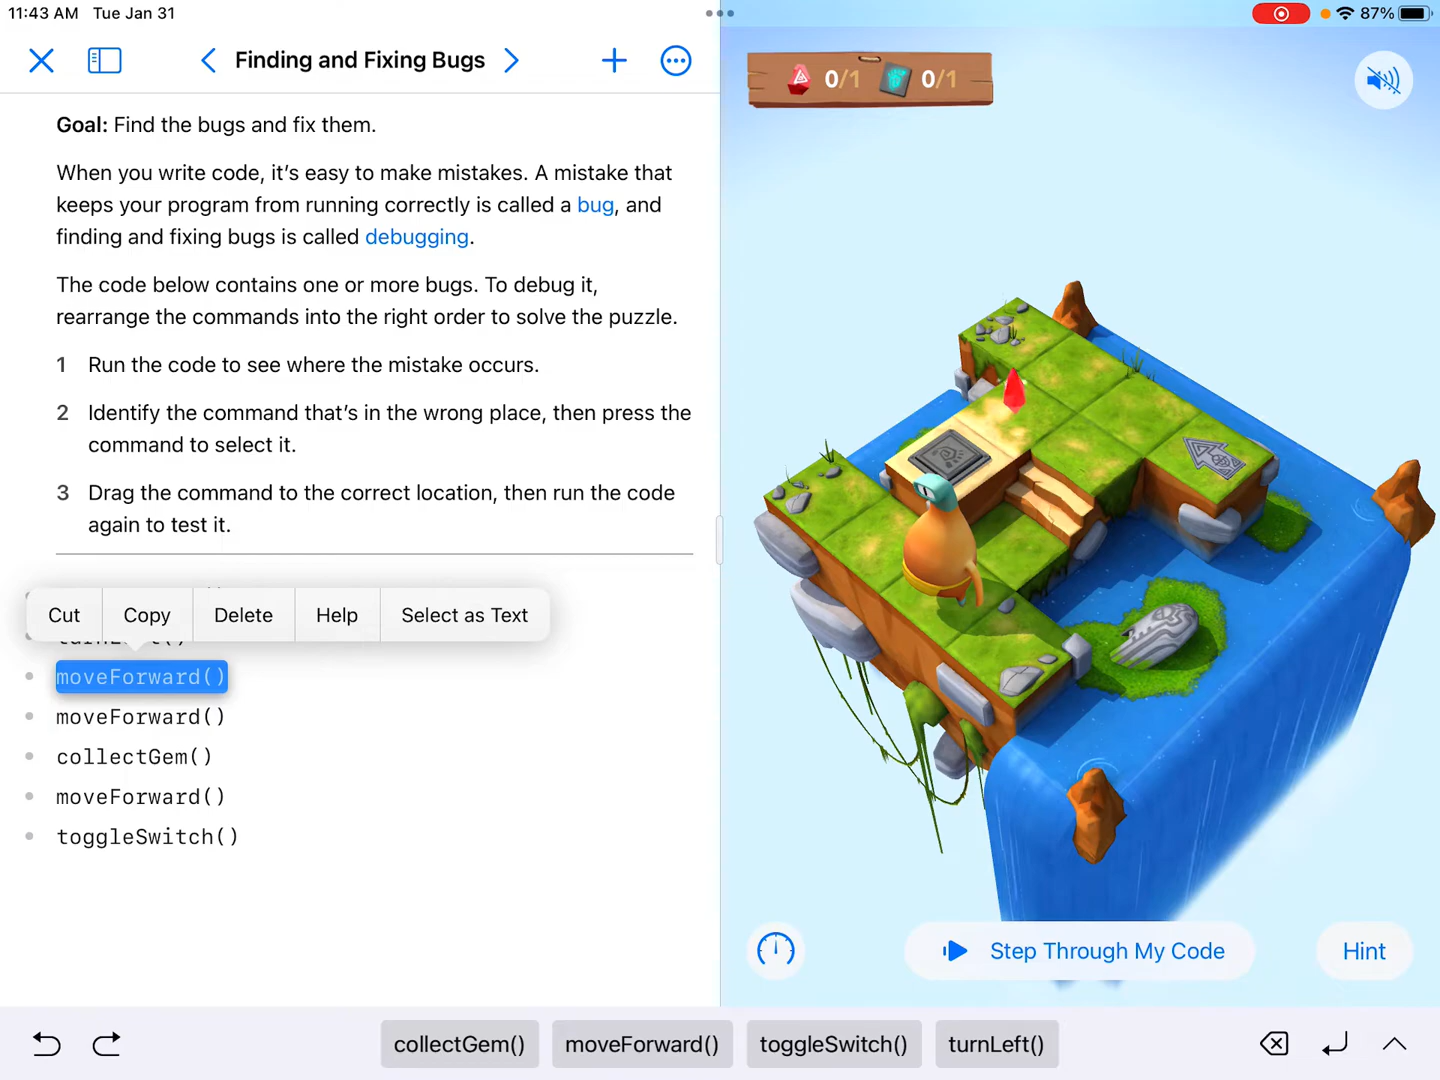 11:43 AM Tue Jan 31
87%
Finding and Fixing Bugs
0/1 0/1
Goal: Find the bugs and fix them.
When you write code, it’s easy to make mistakes. A mistake that
keeps your program from running correctly is called a bug, and
finding and fixing bugs is called debugging.
The code below contains one or more bugs. To debug it,
rearrange the commands into the right order to solve the puzzle.
1 Run the code to see where the mistake occurs.
2 Identify the command that’s in the wrong place, then press the
command to select it.
3 Drag the command to the correct location, then run the code
again to test it.
Cut Copy Delete Help Select as Text
moveForward()
moveForward()
collectGem()
moveForward()
toggleSwitch()
Step Through My Code
Hint
collectGem() moveForward() toggleSwitch() turnLeft()